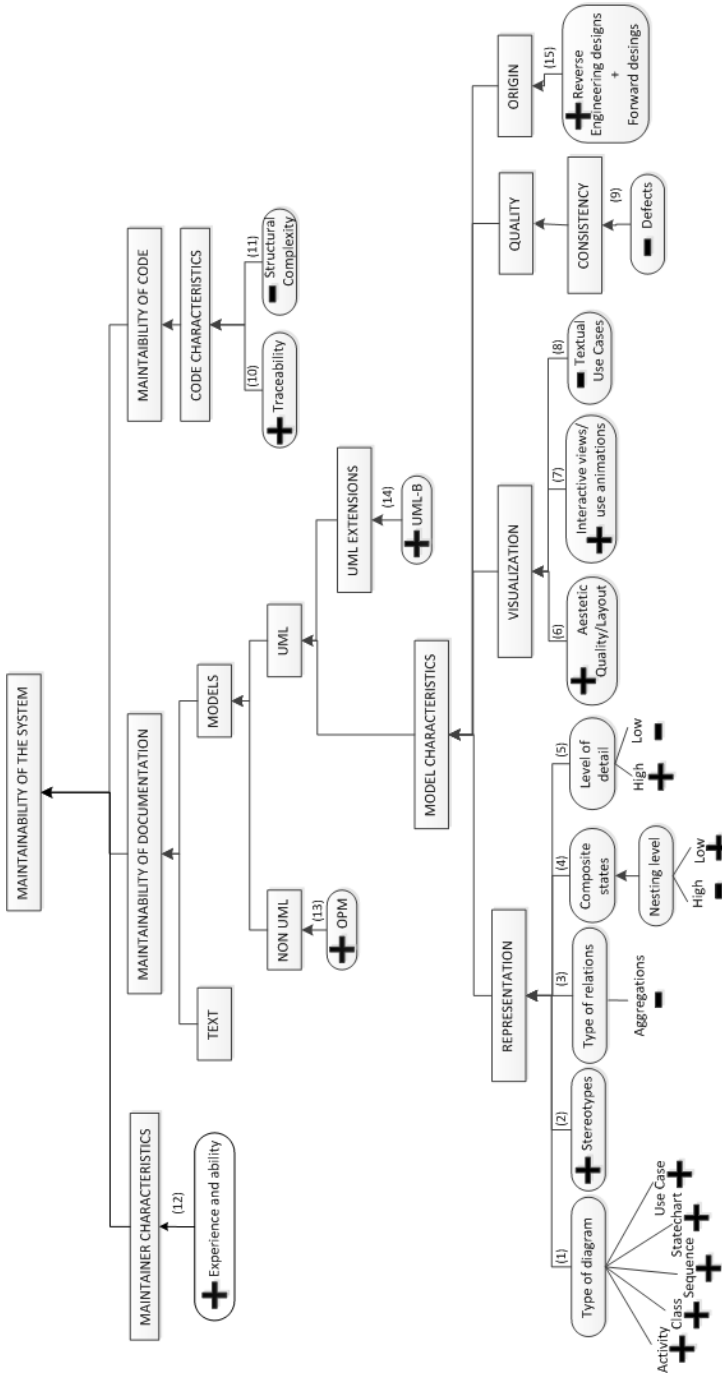 MAINTAINABILITY OF THE SYSTEM
MAINTAINER CHARACTERISTICS
(12)
Experience and ability
MAINTAINABILITY OF DOCUMENTATION
MAINTAIBILITY OF CODE
TEXT
MODELS
CODE CHARACTERISTICS
(10)
Traceability
(11)
Structural
Complexity
NON UML
(13)
OPM
UML
UML EXTENSIONS
(14)
UML-B
MODEL CHARACTERISTICS
REPRESENTATION
VISUALIZATION
QUALITY
ORIGIN
(1)
Type of diagram
Activity
Class
Sequence
Statechart
Use Case
(2)
Stereotypes
(3)
Type of relations
Aggregations
(4)
Composite
states
Nesting level
High
Low
(5)
Level of
detail
High
Low
(6)
Aestetic
Quality/Layout
(7)
Interactive views/
use animations
(8)
Textual
Use Cases
CONSISTENCY
(9)
Defects
(15)
Reverse
Engineering designs
+
Forward desings